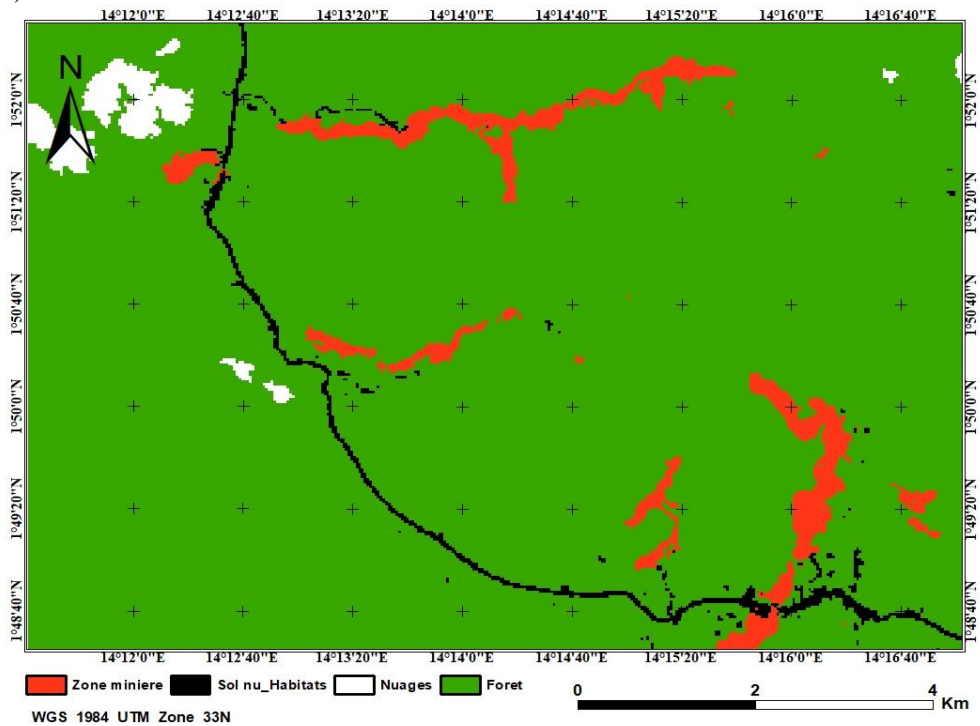 14°12'0"E 14°12'40"E 14°13'20"E 14°14'0"E 14°14'40"E 14°15'20"E 14°16'0"E 14°16'40"E
N
1°52'0"N 1°52'0"N
1°51'20"N 1°51'20"N
1°50'40"N 1°50'40"N
1°50'0"N 1°50'0"N
1°49'20"N 1°49'20"N
1°48'40"N 1°48'40"N
14°12'0"E 14°12'40"E 14°13'20"E 14°14'0"E 14°14'40"E 14°15'20"E 14°16'0"E 14°16'40"E
Zone miniere Sol nu_Habitats Nuages Foret
0 2 4
Km
WGS 1984 UTM Zone 33N